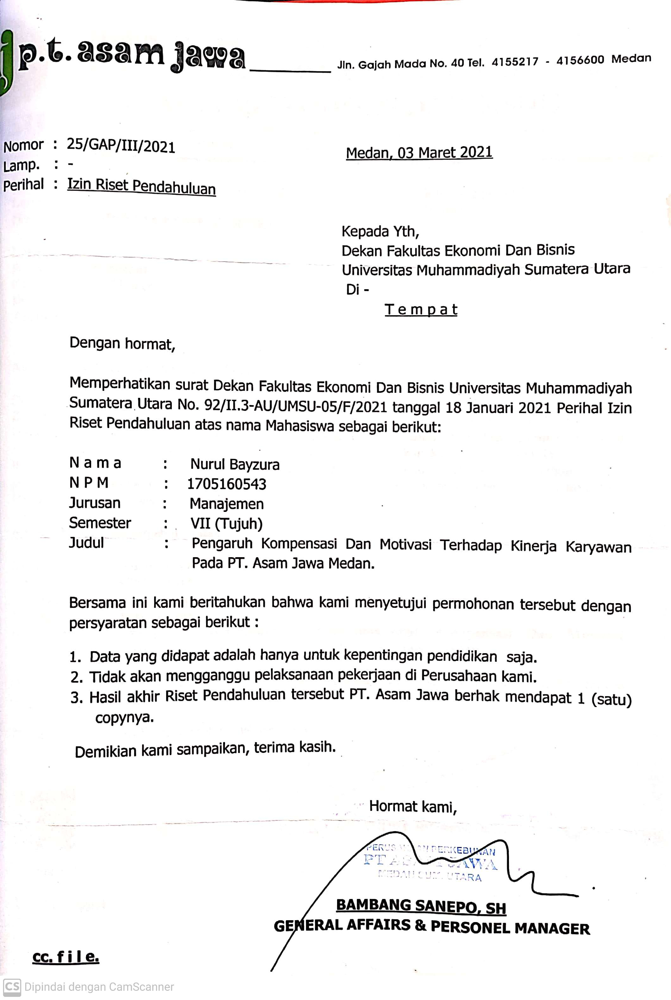 p.t. asam jawa Jln. Gajah Mada No. 40 Tel. 4155217 - 4156600 Medan
Nomor : 25/GAP/III/2021
Medan, 03 Maret 2021
Lamp. : -
Perihal : Izin Riset Pendahuluan
Kepada Yth,
Dekan Fakultas Ekonomi Dan Bisnis
Universitas Muhammadiyah Sumatera Utara
Di -
T e m p a t
Dengan hormat,
Memperhatikan surat Dekan Fakultas Ekonomi Dan Bisnis Universitas Muhammadiyah
Sumatera Utara No. 92/II.3-AU/UMSU-05/F/2021 tanggal 18 Januari 2021 Perihal Izin
Riset Pendahuluan atas nama Mahasiswa sebagai berikut:
N a m a : Nurul Bayzura
N P M : 1705160543
Jurusan : Manajemen
Semester : VII (Tujuh)
Judul : Pengaruh Kompensasi Dan Motivasi Terhadap Kinerja Karyawan
Pada PT. Asam Jawa Medan.
Bersama ini kami beritahukan bahwa kami menyetujui permohonan tersebut dengan
persyaratan sebagai berikut :
1. Data yang didapat adalah hanya untuk kepentingan pendidikan saja.
2. Tidak akan mengganggu pelaksanaan pekerjaan di Perusahaan kami.
3. Hasil akhir Riset Pendahuluan tersebut PT. Asam Jawa berhak mendapat 1 (satu)
copynya.
Demikian kami sampaikan, terima kasih.
Hormat kami,
PERUSAHAAN PERKEBUNAN
PT ASAM JAWA
MEDAN SUM. UTARA
BAMBANG SANEPO, SH
GENERAL AFFAIRS & PERSONEL MANAGER
cc. f i l e.
CS Dipindai dengan CamScanner